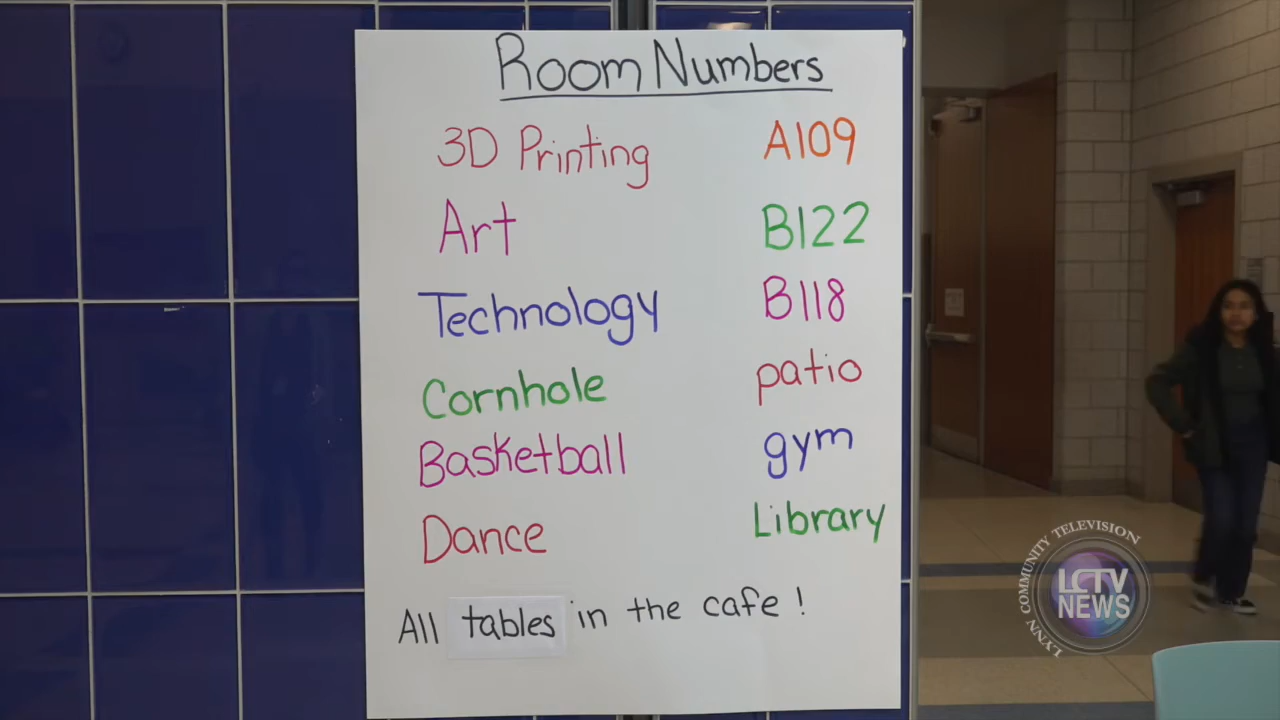 Room Numbers
3D Printing A109
Art B122
Technology B118
Cornhole patio
Basketball gym
Dance Library
All tables in the cafe!
LYNN COMMUNITY TELEVISION
LCTV
NEWS